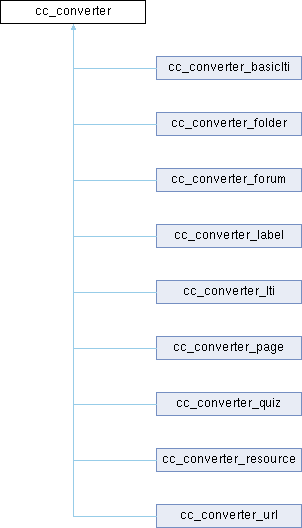 cc_converter
cc_converter_basiclti
cc_converter_folder
cc_converter_forum
cc_converter_label
cc_converter_lti
cc_converter_page
cc_converter_quiz
cc_converter_resource
cc_converter_url